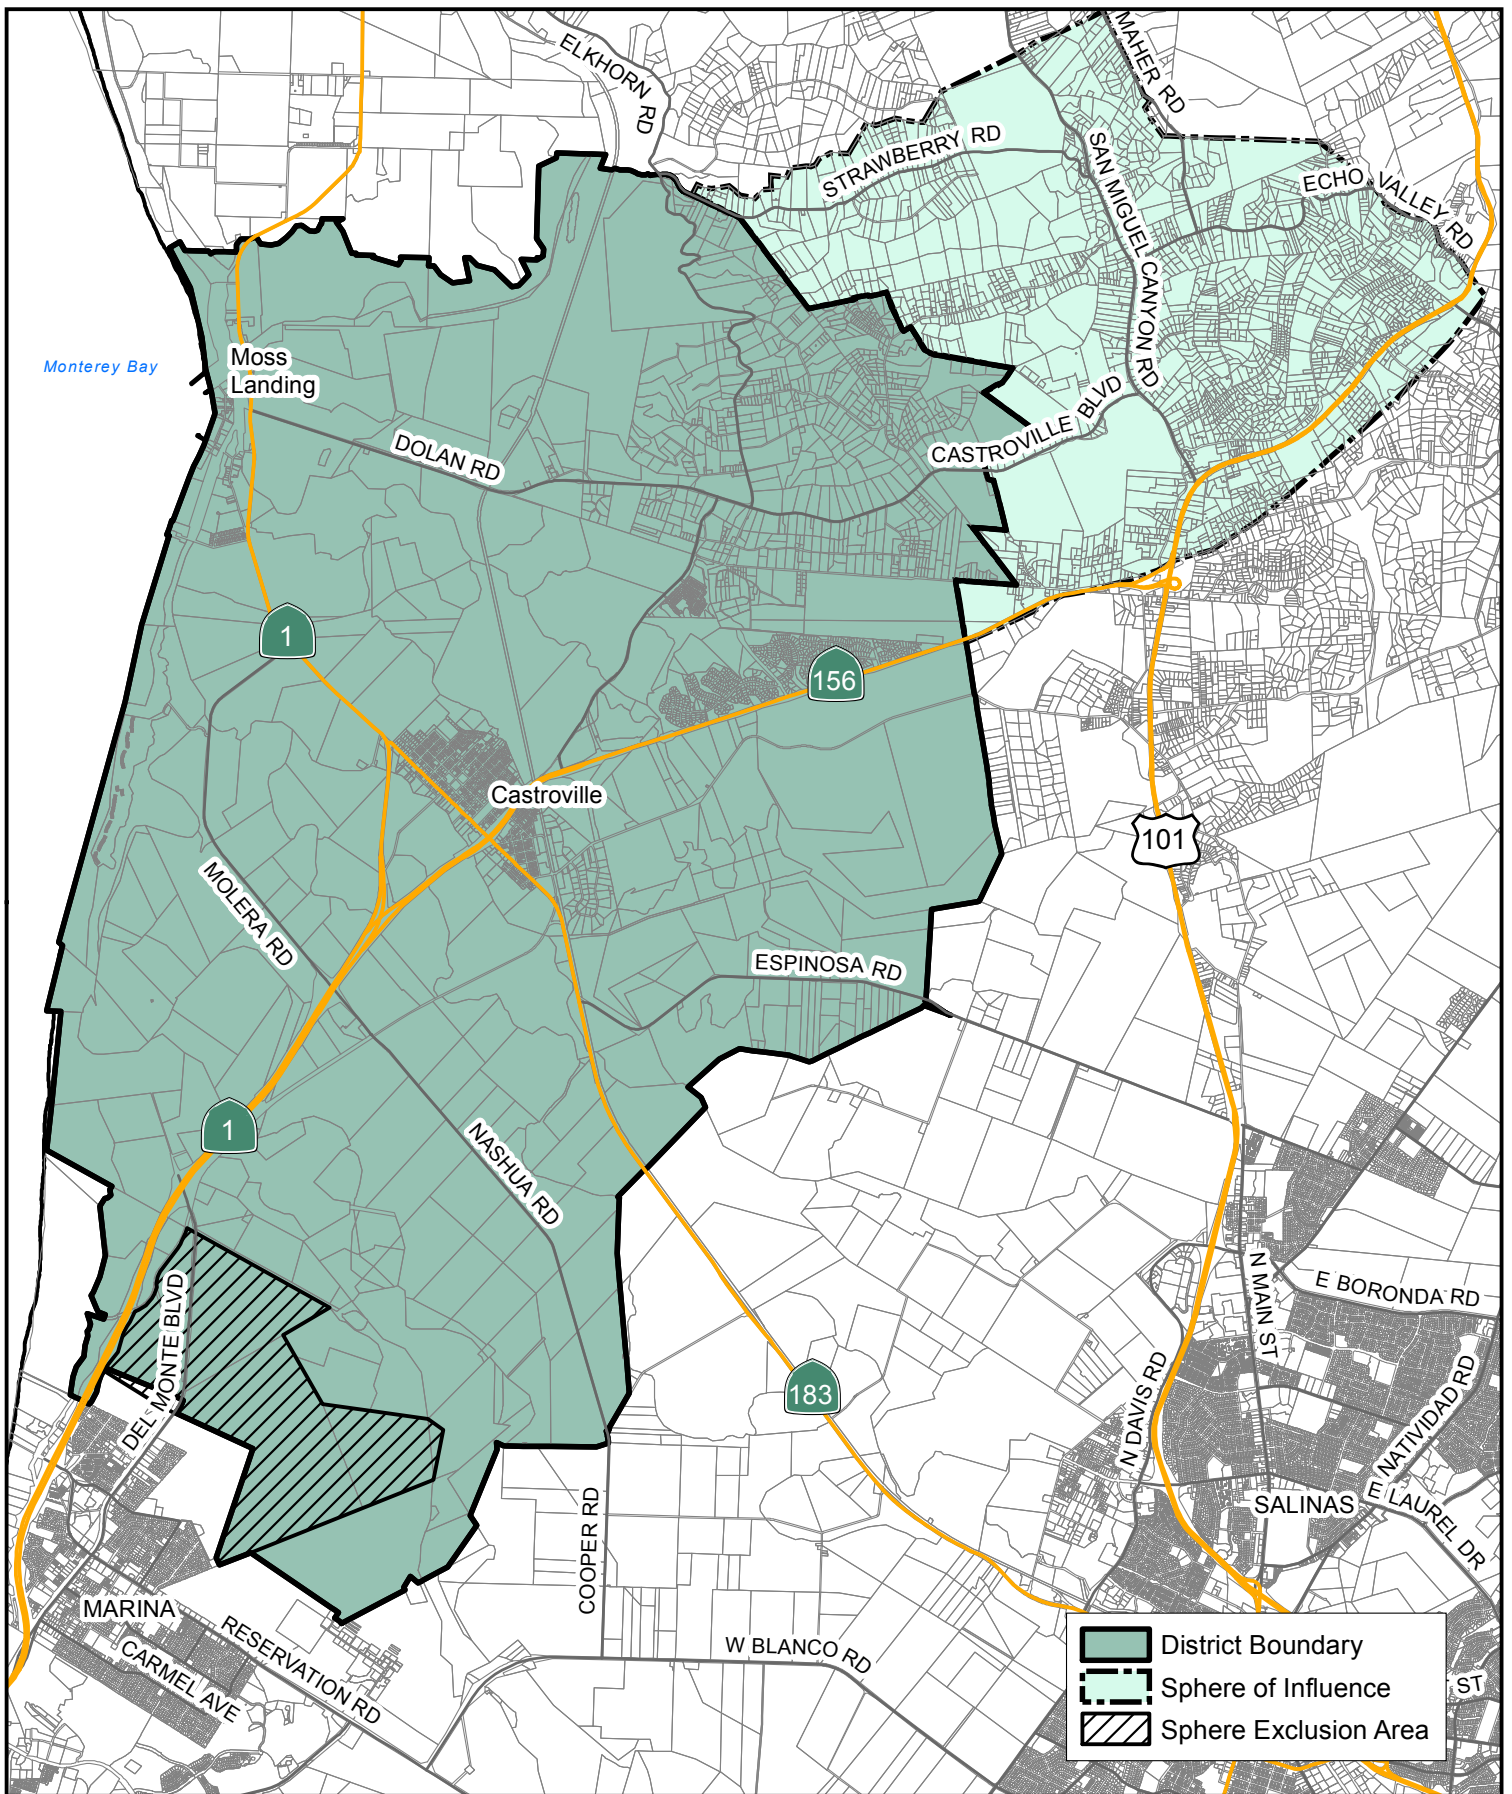 ELKHORN RD
MAHER RD
STRAWBERRY RD
SAN MIGUEL CANYON RD
ECHO VALLEY RD
Monterey Bay
Moss
Landing
CASTROVILLE BLVD
DOLAN RD
1
156
Castroville
101
MOLERA RD
ESPINOSA RD
1
NASHUA RD
DEL MONTE BLVD
N MAIN ST
E BORONDA RD
183
N DAVIS RD
NATIVIDAD RD
SALINAS
E LAUREL DR
COOPER RD
MARINA
RESERVATION RD
CARMEL AVE
W BLANCO RD
District Boundary
Sphere of Influence
ST
Sphere Exclusion Area